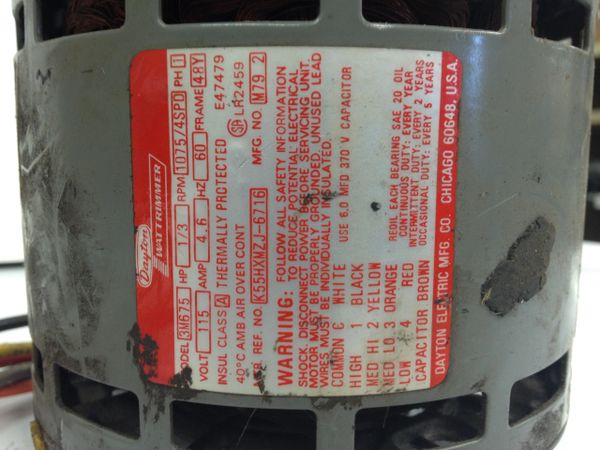 Dayton
WATTRIMMER
MODEL 3M675 HP 1/3 RPM 1075/4SPD PH 1
VOLT 115 AMP 4.6 HZ 60 FRAME 48Y
INSUL CLASS A THERMALLY PROTECTED E47479
40°C AMB AIR OVER CONT SA LR2459
MFR. REF. NO. K55HXMZJ-6716 MFG. NO. M79 2
WARNING: FOLLOW ALL SAFETY INFORMATION
TO REDUCE POTENTIAL ELECTRICAL
SHOCK. DISCONNECT POWER BEFORE SERVICING UNIT.
MOTOR MUST BE PROPERLY GROUNDED. UNUSED LEAD
WIRES MUST BE INDIVIDUALLY INSULATED.
COMMON C WHITE USE 6.0 MFD 370 V CAPACITOR
HIGH 1 BLACK
MED HI 2 YELLOW
MED LO 3 ORANGE
LOW 4 RED
CAPACITOR BROWN
REOIL EACH BEARING SAE 20 OIL
CONTINUOUS DUTY: EVERY YEAR
INTERMITTENT DUTY: EVERY 2 YEARS
OCCASIONAL DUTY: EVERY 5 YEARS
DAYTON ELECTRIC MFG. CO. CHICAGO 60648, U.S.A.